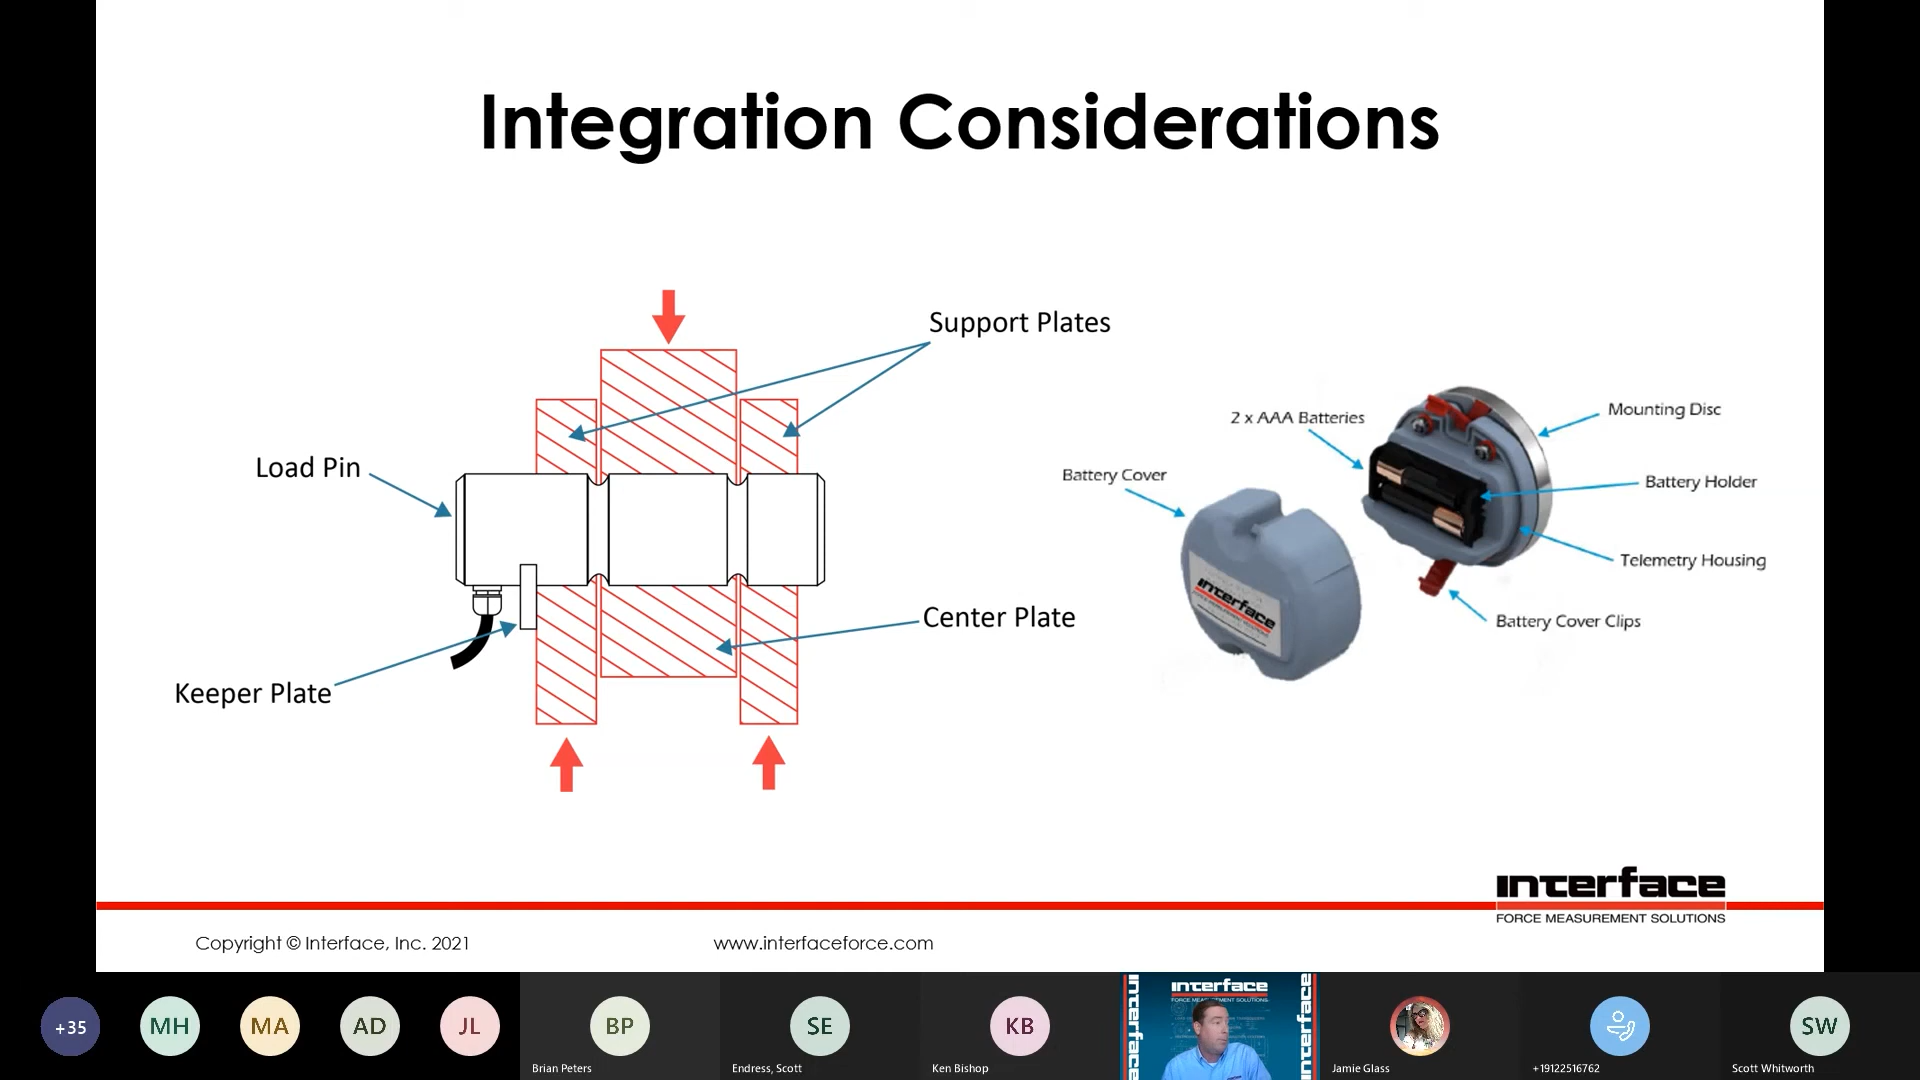 Integration Considerations
Support Plates
Load Pin
Center Plate
Keeper Plate
2 x AAA Batteries
Mounting Disc
Battery Cover
Battery Holder
Telemetry Housing
Battery Cover Clips
interface
interface
FORCE MEASUREMENT SOLUTIONS
Copyright © Interface, Inc. 2021
www.interfaceforce.com
+35
MH
MA
AD
JL
BP
Brian Peters
SE
Endress, Scott
KB
Ken Bishop
interface
interface
FORCE MEASUREMENT SOLUTIONS
interface
Jamie Glass
+19122516762
SW
Scott Whitworth